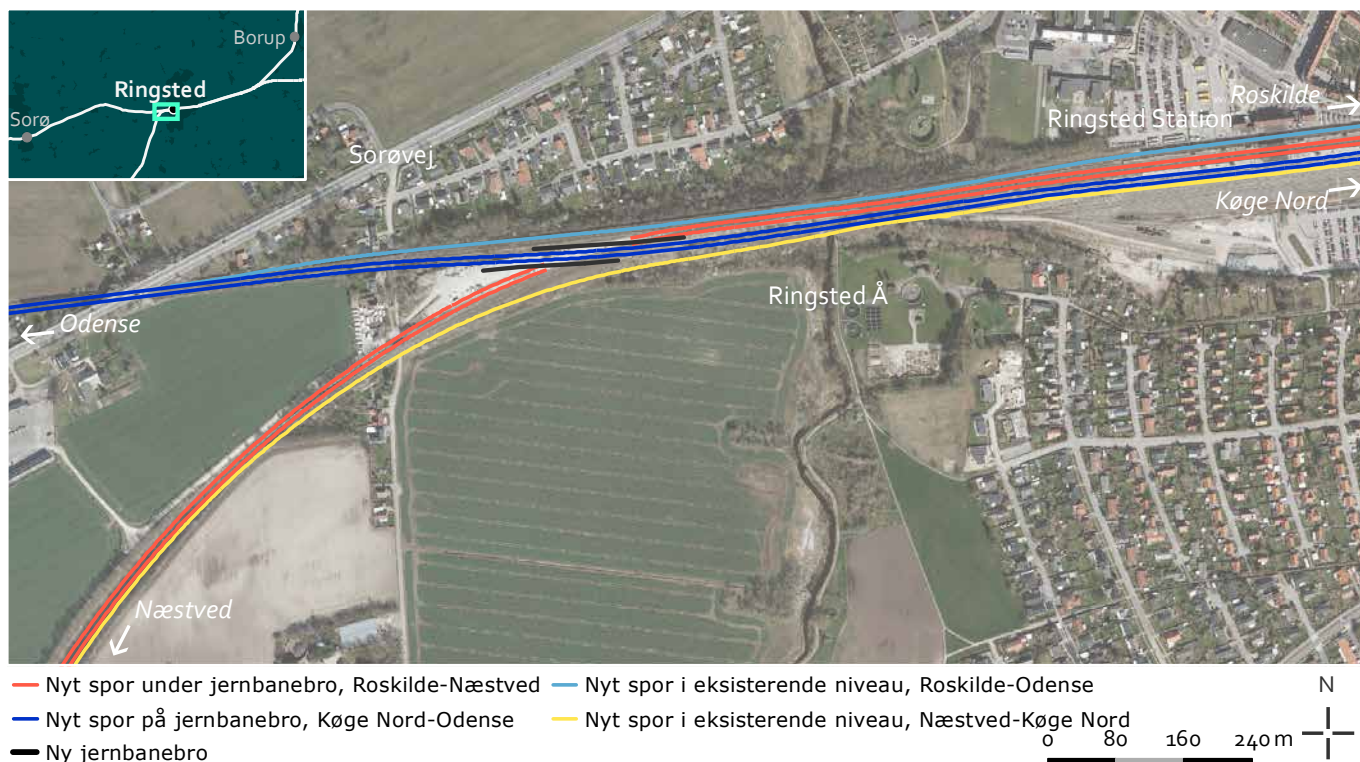 Borup
Ringsted
Sorø
Roskilde
Ringsted Station
Sorøvej
Køge Nord
Ringsted Å
Odense
Næstved
Nyt spor under jernbanebro, Roskilde-Næstved
Nyt spor i eksisterende niveau, Roskilde-Odense
N
Nyt spor på jernbanebro, Køge Nord-Odense
Nyt spor i eksisterende niveau, Næstved-Køge Nord
Ny jernbanebro
0 80 160 240 m